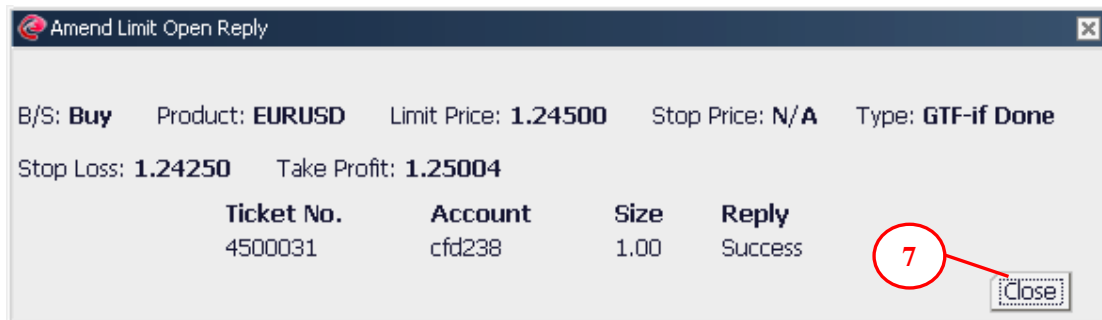 Amend Limit Open Reply
B/S: Buy Product: EURUSD Limit Price: 1.24500 Stop Price: N/A Type: GTF-if Done
Stop Loss: 1.24250 Take Profit: 1.25004
Ticket No. Account Size Reply
4500031 cfd238 1.00 Success
7
Close